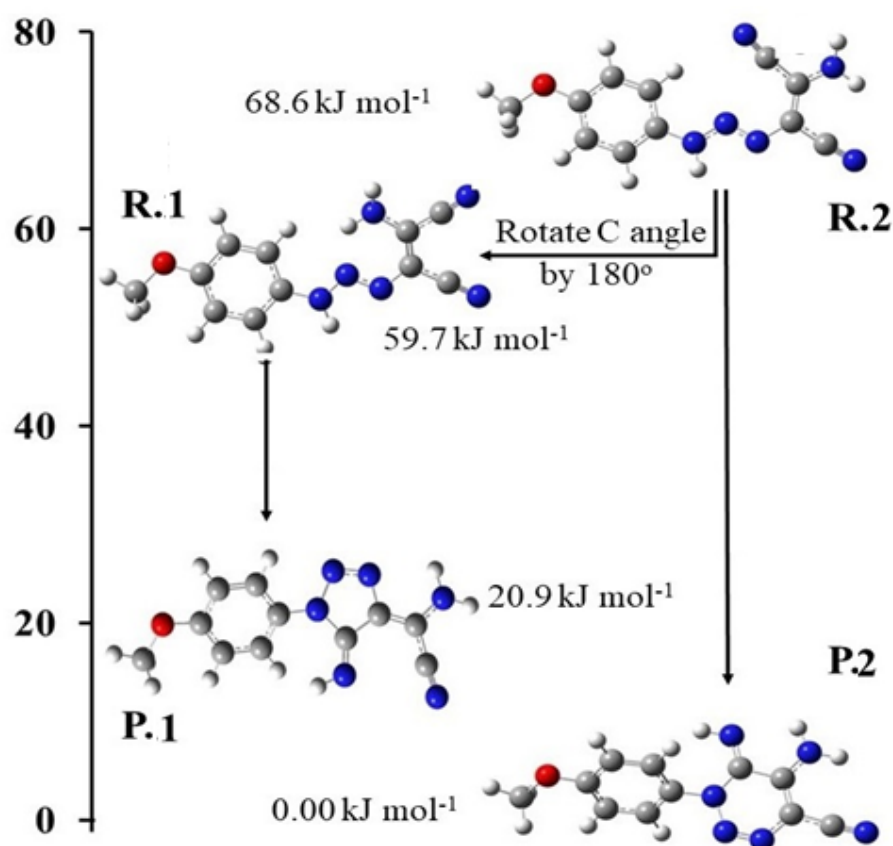 80
68.6 kJ mol⁻¹
R.1
R.2
60
Rotate C angle
by 180º
59.7 kJ mol⁻¹
40
20.9 kJ mol⁻¹
20
P.2
P.1
0.00 kJ mol⁻¹
0